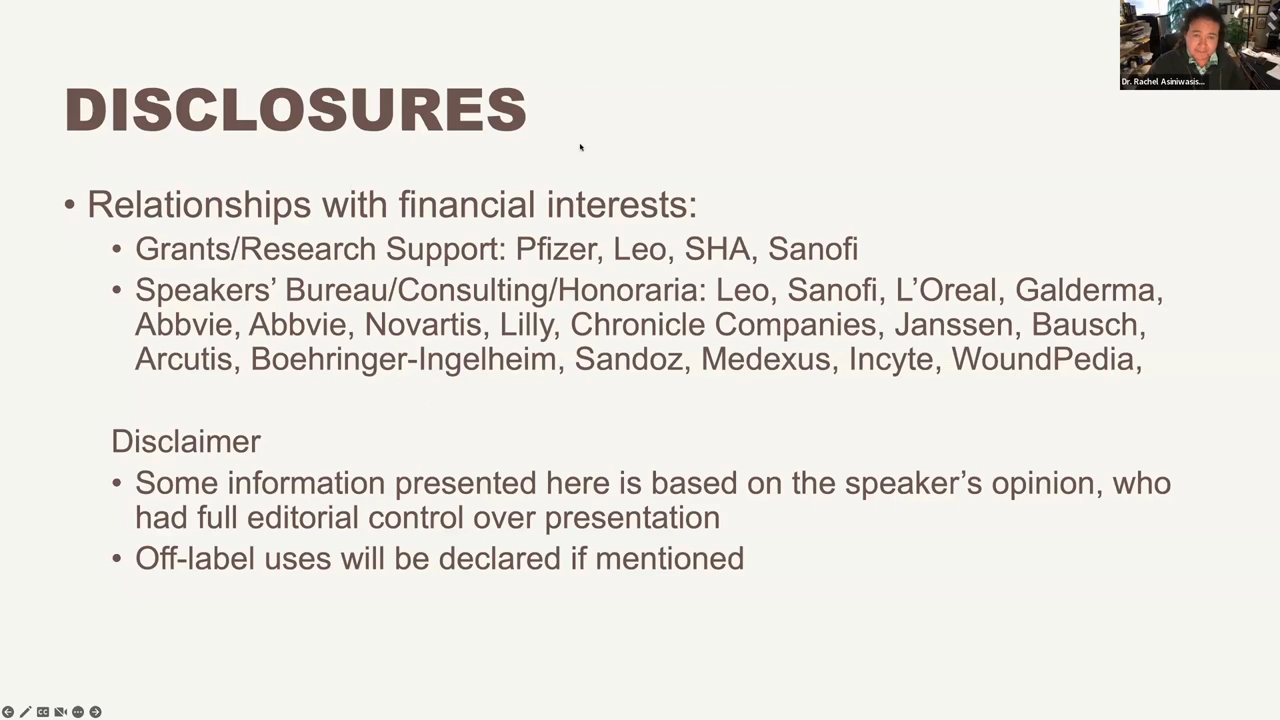 Dr. Rachel Asiniwasis...
DISCLOSURES
• Relationships with financial interests:
• Grants/Research Support: Pfizer, Leo, SHA, Sanofi
• Speakers’ Bureau/Consulting/Honoraria: Leo, Sanofi, L’Oreal, Galderma,
Abbvie, Abbvie, Novartis, Lilly, Chronicle Companies, Janssen, Bausch,
Arcutis, Boehringer-Ingelheim, Sandoz, Medexus, Incyte, WoundPedia,
Disclaimer
• Some information presented here is based on the speaker’s opinion, who
had full editorial control over presentation
• Off-label uses will be declared if mentioned
CC